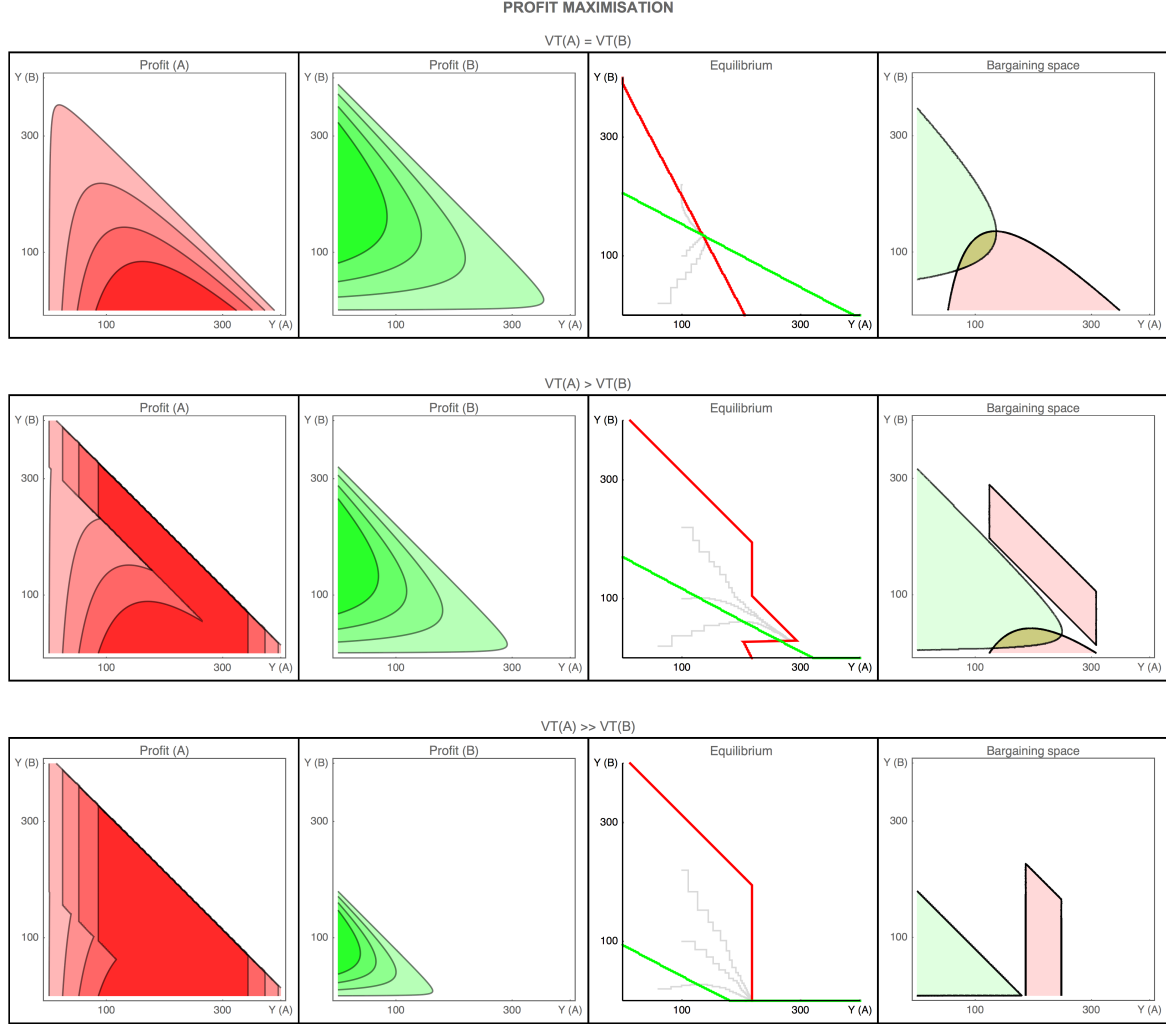 PROFIT MAXIMISATION
VT(A) = VT(B)
Profit (A)
Profit (B)
Equilibrium
Bargaining space
Y (B)
300
100
100
300
Y (A)
300
100
100
300
Y (A)
Y (B)
300
100
100
300
Y (A)
Y (B)
300
100
100
300
Y (A)
VT(A) > VT(B)
Profit (A)
Profit (B)
Equilibrium
Bargaining space
Y (B)
300
100
100
300
Y (A)
300
100
100
300
Y (A)
Y (B)
300
100
100
300
Y (A)
Y (B)
300
100
100
300
Y (A)
VT(A) >> VT(B)
Profit (A)
Profit (B)
Equilibrium
Bargaining space
Y (B)
300
100
100
300
Y (A)
300
100
100
300
Y (A)
Y (B)
300
100
100
300
Y (A)
Y (B)
300
100
100
300
Y (A)